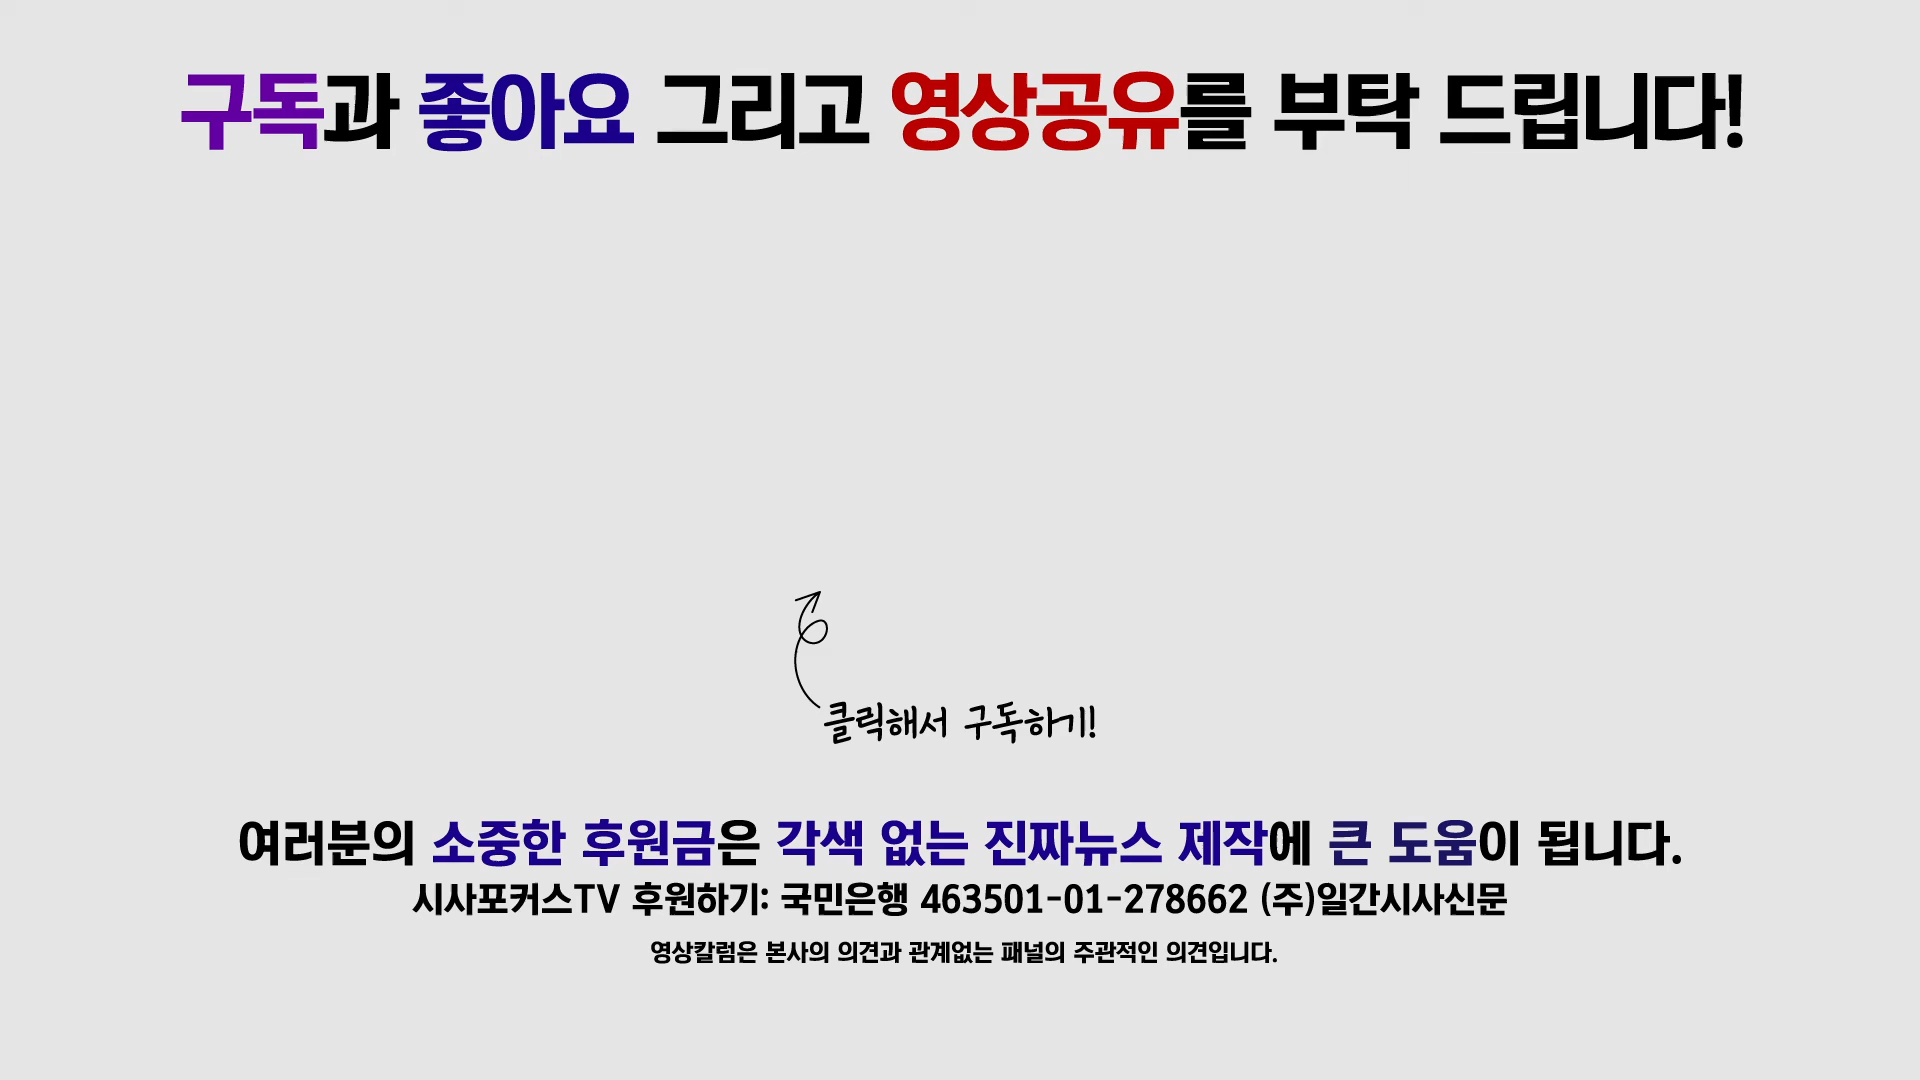 구독과 좋아요 그리고 영상공유를 부탁 드립니다!
클릭해서 구독하기!
여러분의 소중한 후원금은 각색 없는 진짜뉴스 제작에 큰 도움이 됩니다.
시사포커스TV 후원하기: 국민은행 463501-01-278662 (주)일간시사신문
영상칼럼은 본사의 의견과 관계없는 패널의 주관적인 의견입니다.